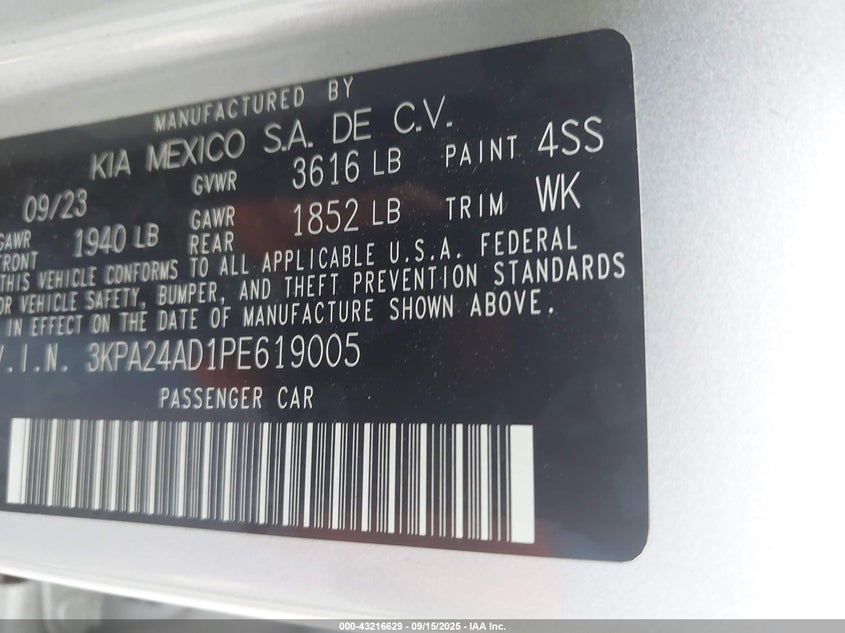 MANUFACTURED BY
KIA MEXICO S.A. DE C.V.
09/23 GVWR 3616 LB PAINT 4SS
GAWR FRONT 1940 LB GAWR REAR 1852 LB TRIM WK
THIS VEHICLE CONFORMS TO ALL APPLICABLE U.S.A. FEDERAL
OR VEHICLE SAFETY, BUMPER, AND THEFT PREVENTION STANDARDS
IN EFFECT ON THE DATE OF MANUFACTURE SHOWN ABOVE.
V.I.N. 3KPA24AD1PE619005
PASSENGER CAR
000-43216629 - 09/15/2025 - IAA Inc.